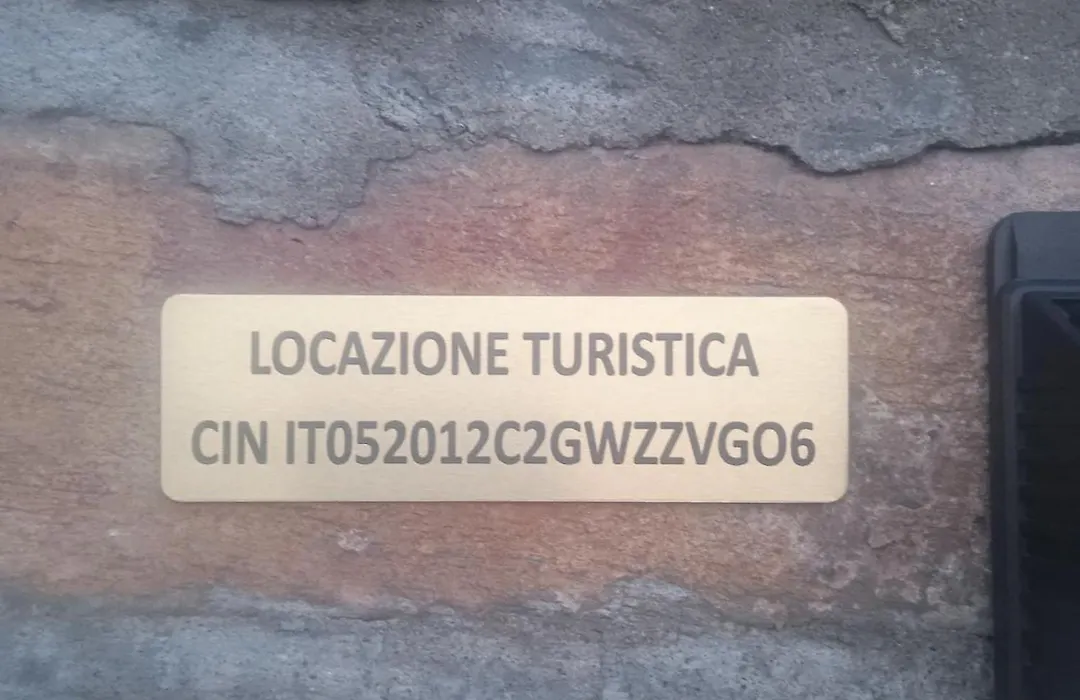 LOCAZIONE TURISTICA
CIN IT052012C2GWZZVGO6